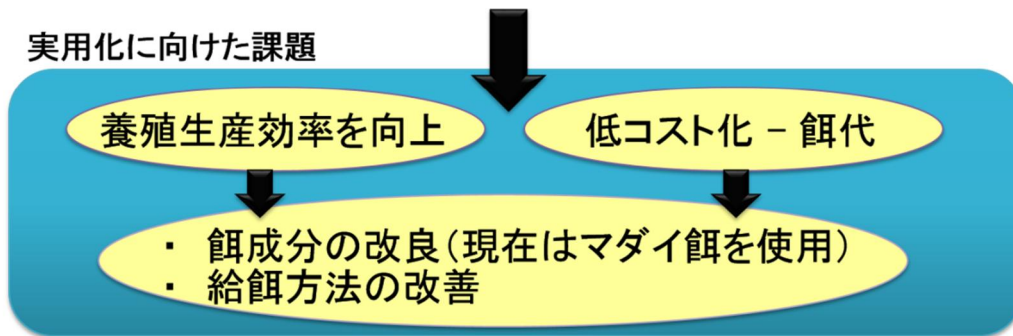 実用化に向けた課題
養殖生産効率を向上
低コスト化 – 餌代
・ 餌成分の改良(現在はマダイ餌を使用)
・ 給餌方法の改善